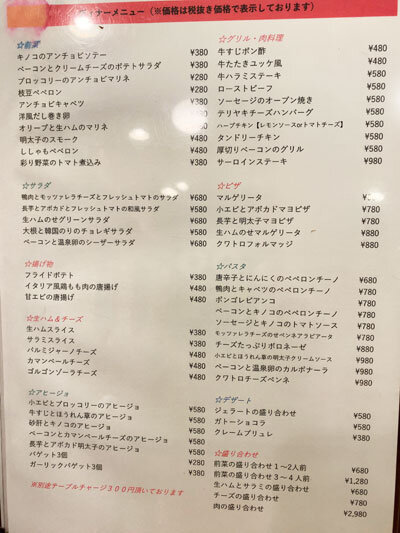 ィナーメニュー（※価格は税抜き価格で表示しております）
☆前菜
キノコのアンチョビソテー ¥380
ベーコンとクリームチーズのポテトサラダ ¥380
ブロッコリーのアンチョビマリネ ¥280
枝豆ペペロン ¥280
アンチョビキャベツ ¥380
洋風だし巻き卵 ¥380
オリーブと生ハムのマリネ ¥380
明太子のスモーク ¥480
ししゃもペペロン ¥480
彩り野菜のトマト煮込み ¥380
☆サラダ
鴨肉とモッツァレラチーズとフレッシュトマトのサラダ ¥680
長芋とアボカドとフレッシュトマトの和風サラダ ¥580
生ハムのせグリーンサラダ ¥680
大根と韓国のりのチョレギサラダ ¥580
ベーコンと温泉卵のシーザーサラダ ¥680
☆揚げ物
フライドポテト ¥380
イタリア風鶏もも肉の唐揚げ ¥480
甘エビの唐揚げ ¥480
☆生ハム＆チーズ
生ハムスライス ¥380
サラミスライス ¥380
パルミジャーノチーズ ¥480
カマンベールチーズ ¥480
ゴルゴンゾーラチーズ ¥480
☆アヒージョ
小エビとブロッコリーのアヒージョ ¥580
牛すじとほうれん草のアヒージョ ¥580
砂肝とキノコのアヒージョ ¥580
ベーコンとカマンベールチーズのアヒージョ ¥580
長芋とアボカド明太子のアヒージョ ¥580
バゲット3個 ¥200
ガーリックバゲット3個 ¥280
※別途テーブルチャージ３００円頂いております
☆グリル・肉料理
牛すじポン酢 ¥480
牛たたきユッケ風 ¥480
牛ハラミステーキ ¥580
ローストビーフ ¥580
ソーセージのオーブン焼き ¥580
テリヤキチーズハンバーグ ¥580
ハーブチキン【レモンソースorトマトチーズ】 ¥580
タンドリーチキン ¥580
厚切りベーコンのグリル ¥580
サーロインステーキ ¥980
☆ピザ
マルゲリータ ¥780
小エビとアボカドのマヨピザ ¥780
長芋と明太子マヨピザ ¥780
生ハムのせマルゲリータ ¥880
クワトロフォルマッジ ¥880
☆パスタ
唐辛子とにんにくのペペロンチーノ ¥680
鴨肉とキャベツのペペロンチーノ ¥780
ボンゴレビアンコ ¥780
ベーコンとキノコのペペロンチーノ ¥780
ソーセージとキノコのトマトソース ¥780
モッツァレラチーズのせペンネアラビアータ ¥780
チーズたっぷりボロネーゼ ¥880
小エビとほうれん草の明太子クリームソース ¥980
ベーコンと温泉卵のカルボナーラ ¥980
クワトロチーズペンネ ¥980
☆デザート
ジェラートの盛り合わせ ¥580
ガトーショコラ ¥580
クレームブリュレ ¥380
☆盛り合わせ
前菜の盛り合わせ１～２人前 ¥680
前菜の盛り合わせ３～４人前 ¥1,280
生ハムとサラミの盛り合わせ ¥580
チーズの盛り合わせ ¥780
肉の盛り合わせ ¥2,980